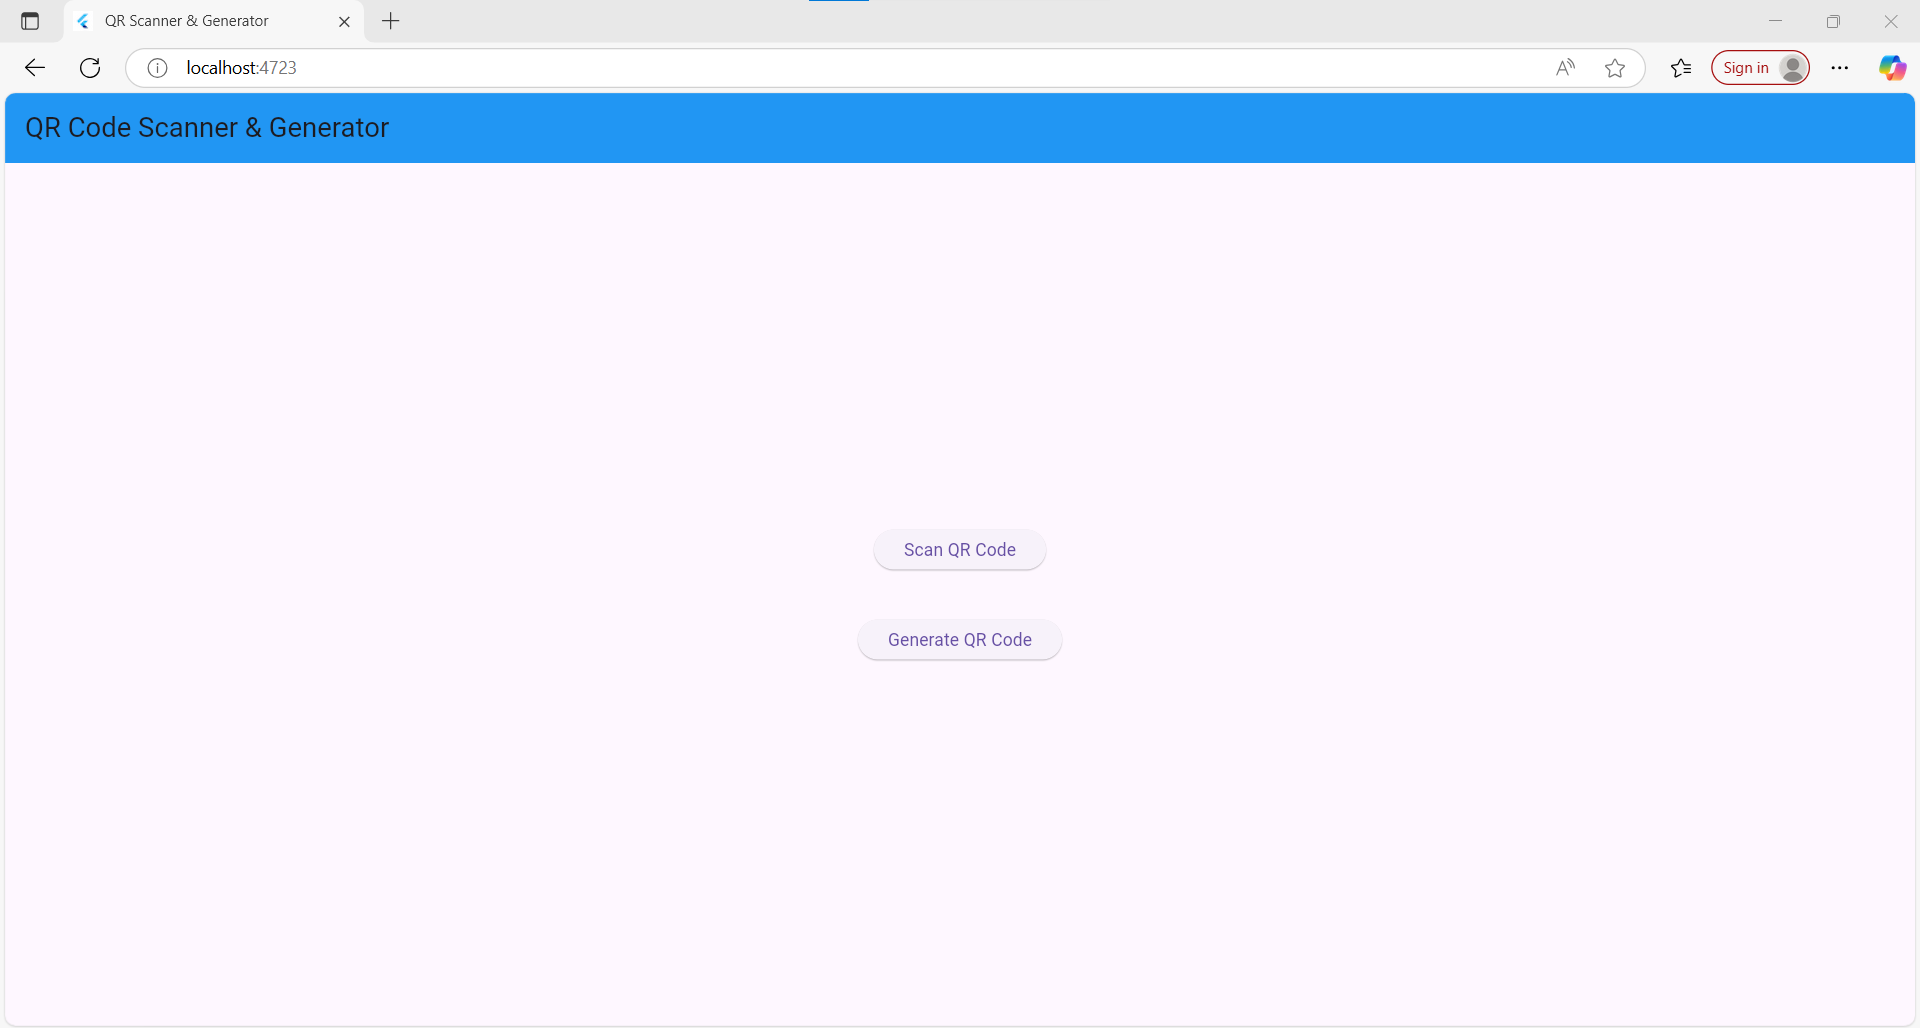 QR Scanner & Generator
localhost:4723
Sign in
QR Code Scanner & Generator
Scan QR Code
Generate QR Code